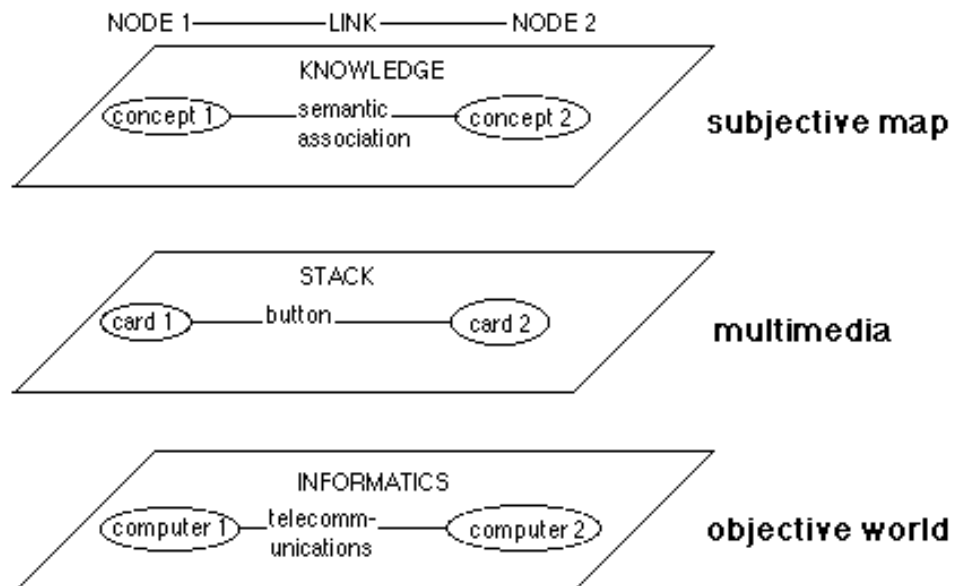 NODE 1 LINK NODE 2
KNOWLEDGE
concept 1 semantic association concept 2
subjective map
STACK
card 1 button card 2
multimedia
INFORMATICS
computer 1 telecomm-unications computer 2
objective world